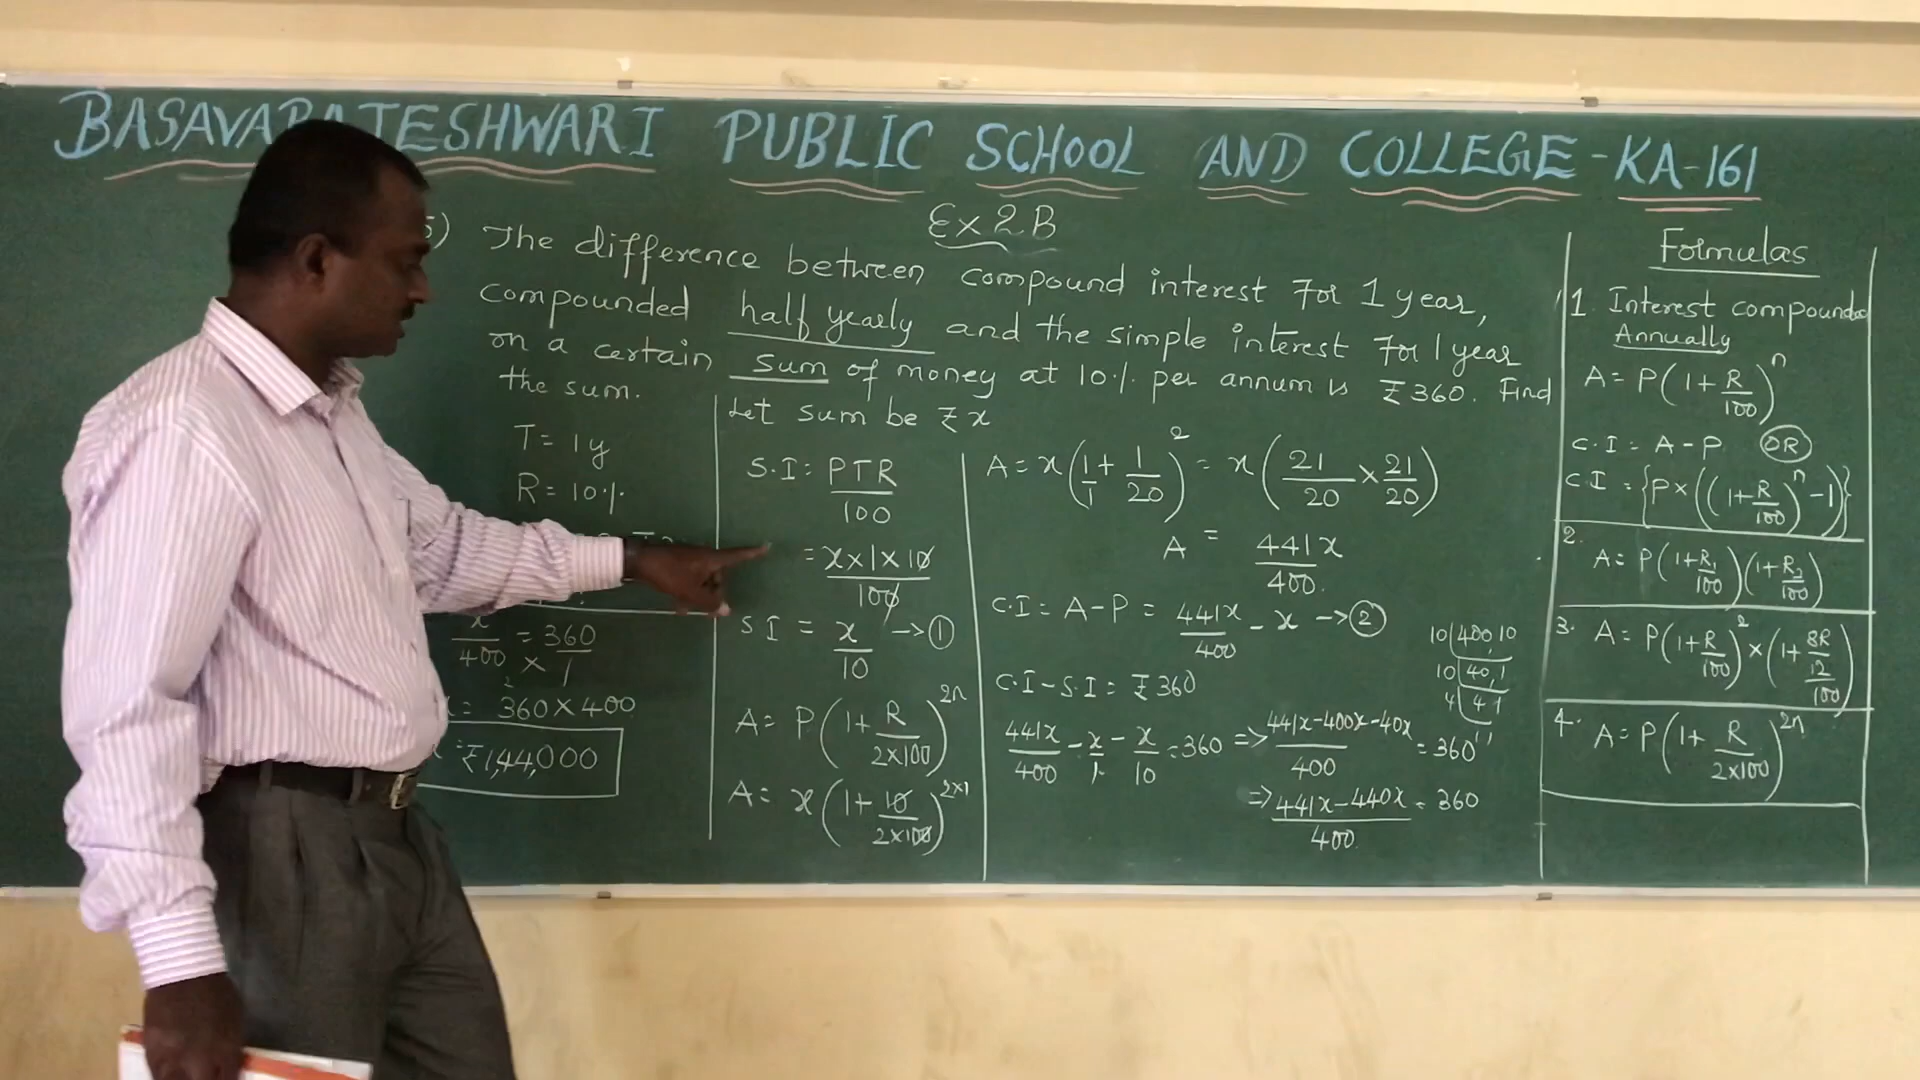 PUBLIC SCHOOL AND COLLEGE - KA-161
Ex 2B
5) The difference between compound interest for 1 year,
compounded half yearly and the simple interest for 1 year
on a certain sum of money at 10% per annum is ₹360. Find
the sum.
T = 1y
R = 10%
x/400 = 360/1
= 360 × 400
= ₹1,44,000
Let sum be ₹ x
S.I = PTR/100
= x×1×10/100
S I = x/10 → ①
A = P(1 + R/2×100)^2n
A = x(1 + 10/2×100)^2×1
A = x(1/1 + 1/20)^2 = x(21/20 × 21/20)
A = 441x/400
C.I = A - P = 441x/400 - x → ②
C.I - S.I = ₹360
441x/400 - x/1 - x/10 = 360 => 441x-400x-40x/400 = 360
=> 441x-440x/400 = 360
10|400,10
10|40,1
4|4,1
1,1
Formulas
1. Interest compounded
Annually
A = P(1 + R/100)^n
C.I = A - P OR
C.I = {P×((1+R/100)^n - 1)}
2. A = P(1+R₁/100)(1+R₂/100)
3. A = P(1+R/100)^2 × (1+8R/12/100)
4. A = P(1 + R/2×100)^2n